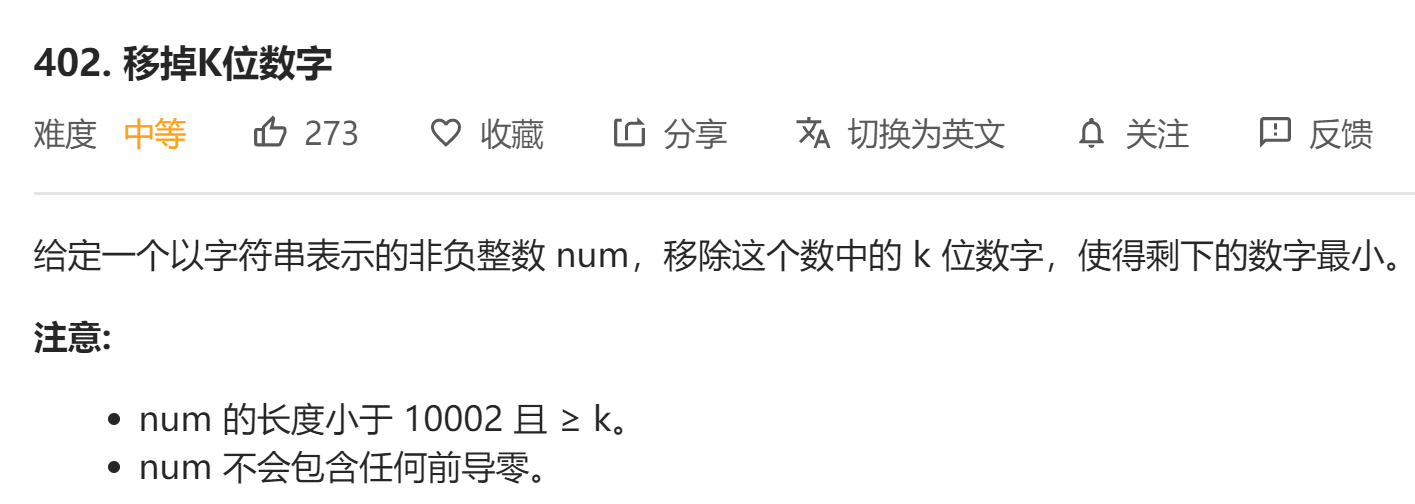 402. 移掉K位数字
难度 中等 273 收藏 分享 切换为英文 关注 反馈
给定一个以字符串表示的非负整数 num，移除这个数中的 k 位数字，使得剩下的数字最小。
注意:
• num 的长度小于 10002 且 ≥ k。
• num 不会包含任何前导零。